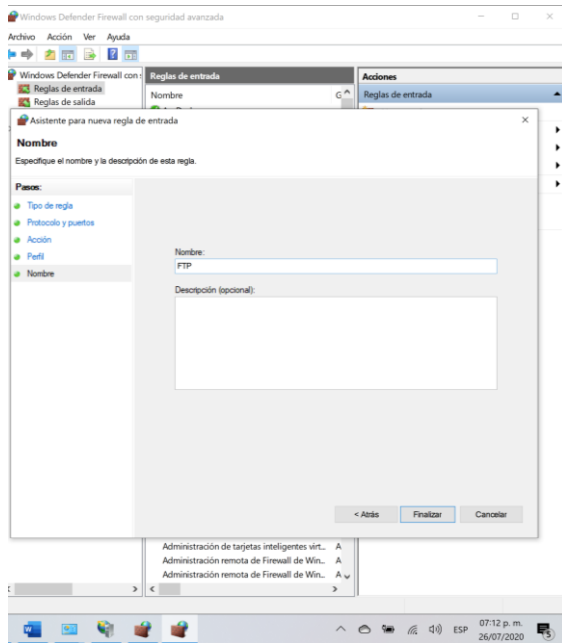 Windows Defender Firewall con seguridad avanzada
Archivo Acción Ver Ayuda
Windows Defender Firewall con
Reglas de entrada
Reglas de salida
Reglas de entrada
Nombre G
Acciones
Reglas de entrada
Asistente para nueva regla de entrada
Nombre
Especifique el nombre y la descripción de esta regla.
Pasos:
Tipo de regla
Protocolo y puertos
Acción
Perfil
Nombre
Nombre:
FTP
Descripción (opcional):
< Atrás Finalizar Cancelar
Administración de tarjetas inteligentes virt... A
Administración remota de Firewall de Win... A
Administración remota de Firewall de Win... A
ESP
07:12 p. m.
26/07/2020
5